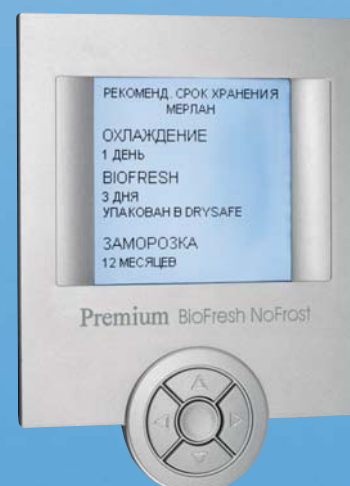 РЕКОМЕНД. СРОК ХРАНЕНИЯ
МЕРЛАН
ОХЛАЖДЕНИЕ
1 ДЕНЬ
BIOFRESH
3 ДНЯ
УПАКОВАН В DRYSAFE
ЗАМОРОЗКА
12 МЕСЯЦЕВ
Premium BioFresh NoFrost